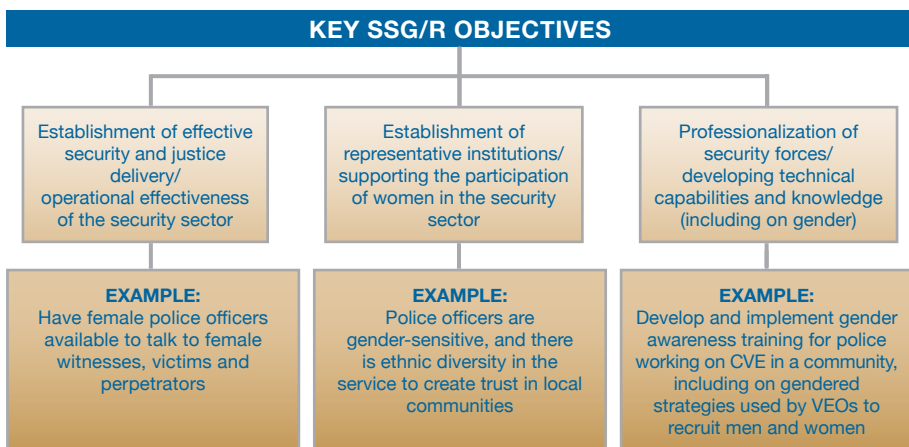 KEY SSG/R OBJECTIVES
Establishment of effective
security and justice
delivery/
operational effectiveness
of the security sector
Establishment of
representative institutions/
supporting the participation
of women in the security
sector
Professionalization of
security forces/
developing technical
capabilities and knowledge
(including on gender)
EXAMPLE:
Have female police officers
available to talk to female
witnesses, victims and
perpetrators
EXAMPLE:
Police officers are
gender-sensitive, and there
is ethnic diversity in the
service to create trust in local
communities
EXAMPLE:
Develop and implement gender
awareness training for police
working on CVE in a community,
including on gendered
strategies used by VEOs to
recruit men and women